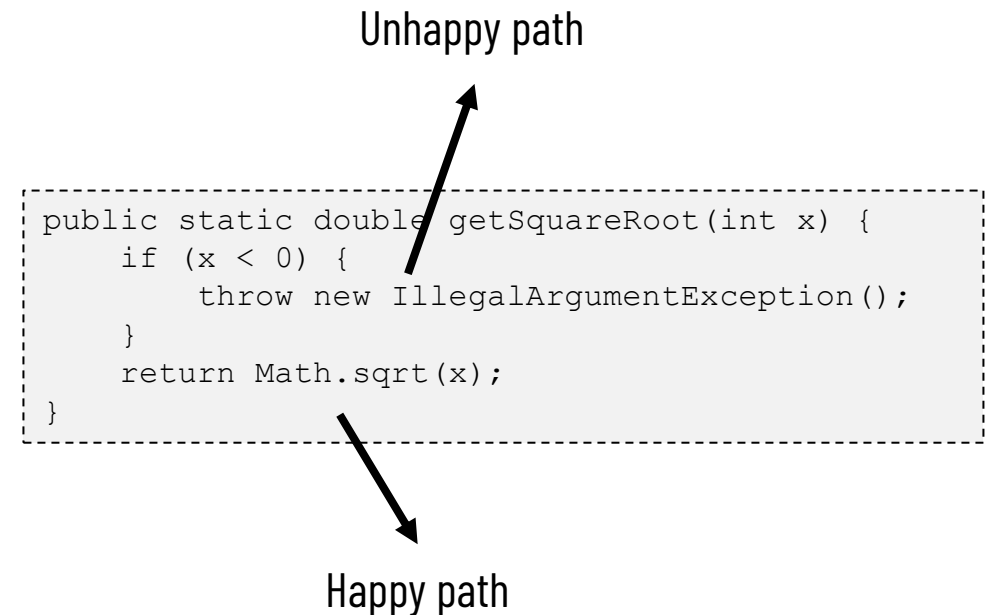 Unhappy path
public static double getSquareRoot(int x) {
    if (x < 0) {
        throw new IllegalArgumentException();
    }
    return Math.sqrt(x);
}
Happy path